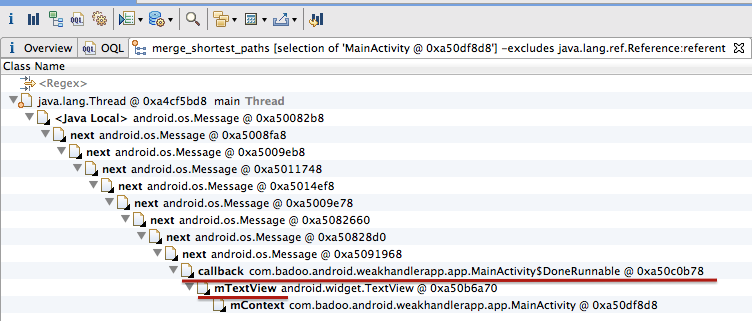 i OQL
i Overview OQL merge_shortest_paths [selection of 'MainActivity @ 0xa50df8d8'] -excludes java.lang.ref.Reference:referent
Class Name
<Regex>
java.lang.Thread @ 0xa4cf5bd8 main Thread
<Java Local> android.os.Message @ 0xa50082b8
next android.os.Message @ 0xa5008fa8
next android.os.Message @ 0xa5009eb8
next android.os.Message @ 0xa5011748
next android.os.Message @ 0xa5014ef8
next android.os.Message @ 0xa5009e78
next android.os.Message @ 0xa5082660
next android.os.Message @ 0xa50828d0
next android.os.Message @ 0xa5091968
callback com.badoo.android.weakhandlerapp.app.MainActivity$DoneRunnable @ 0xa50c0b78
mTextView android.widget.TextView @ 0xa50b6a70
mContext com.badoo.android.weakhandlerapp.app.MainActivity @ 0xa50df8d8